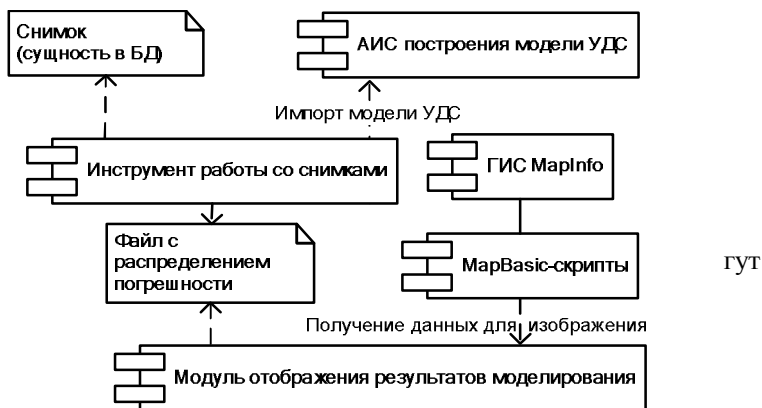 Снимок
(сущность в БД)
АИС построения модели УДС
Импорт модели УДС
Инструмент работы со снимками
ГИС MapInfo
Файл с
распределением
погрешности
MapBasic-скрипты
гут
Получение данных для изображения
Модуль отображения результатов моделирования